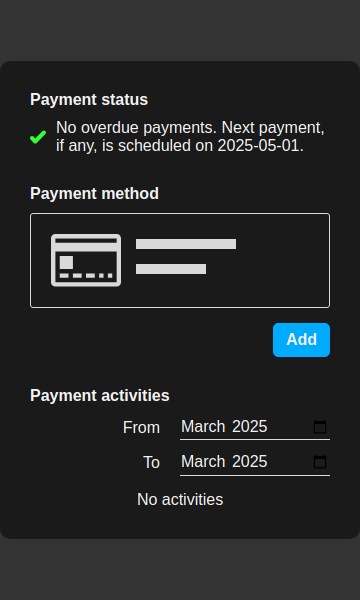 Payment status
No overdue payments. Next payment,
if any, is scheduled on 2025-05-01.
Payment method
Add
Payment activities
From March 2025
To March 2025
No activities